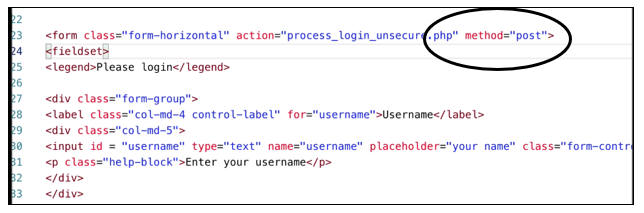 22
23 <form class="form-horizontal" action="process_login_unsecure.php" method="post">
24 <fieldset>
25 <legend>Please login</legend>
26
27 <div class="form-group">
28 <label class="col-md-4 control-label" for="username">Username</label>
29 <div class="col-md-5">
30 <input id = "username" type="text" name="username" placeholder="your name" class="form-contr
31 <p class="help-block">Enter your username</p>
32 </div>
33 </div>